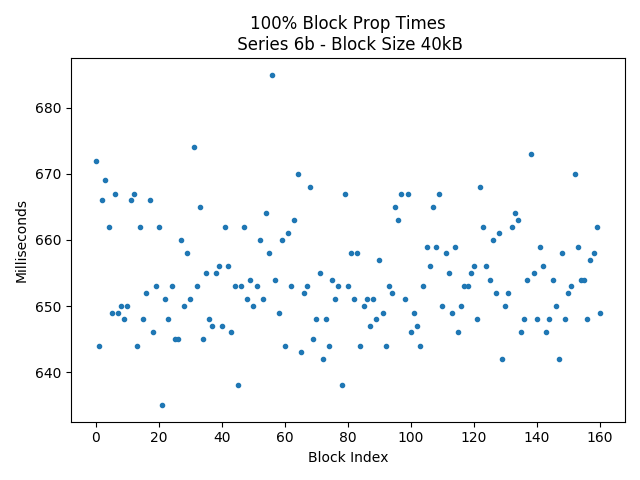 100% Block Prop Times
Series 6b - Block Size 40kB
Milliseconds
680
670
660
650
640
0 20 40 60 80 100 120 140 160
Block Index